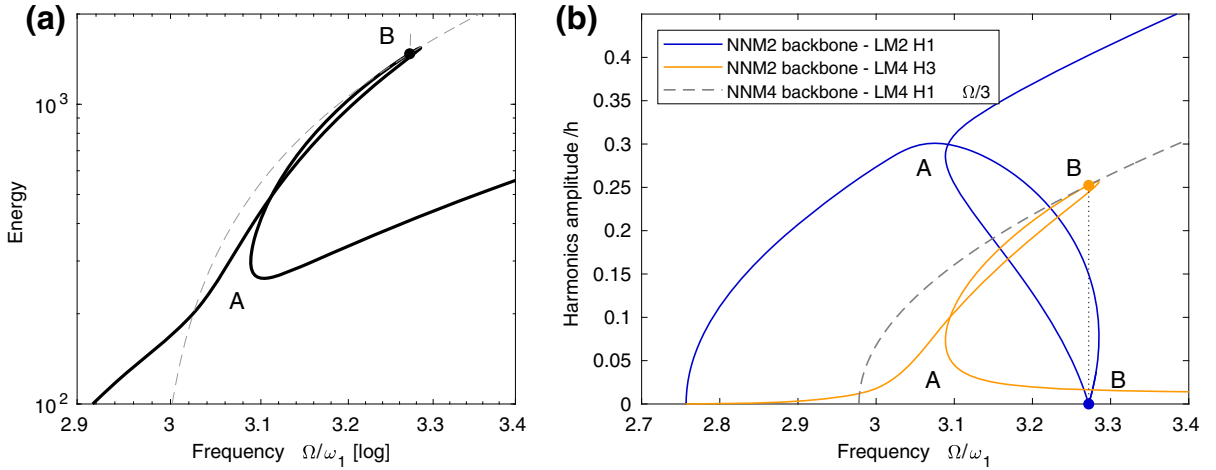 (a)
B
10³
Energy
A
10²
2.9
3
3.1
3.2
3.3
3.4
Frequency Ω/ω₁ [log]
(b)
NNM2 backbone - LM2 H1
NNM2 backbone - LM4 H3
NNM4 backbone - LM4 H1 Ω/3
0.4
0.35
0.3
0.25
0.2
0.15
0.1
0.05
0
Harmonics amplitude /h
A
B
A
B
2.7
2.8
2.9
3
3.1
3.2
3.3
3.4
Frequency Ω/ω₁